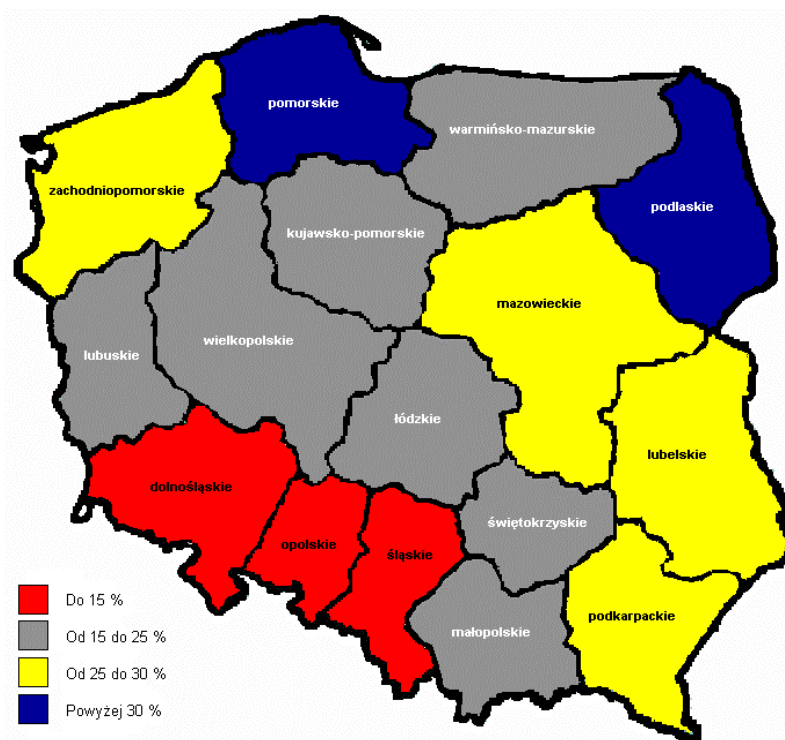 pomorskie
warmińsko-mazurskie
zachodniopomorskie
podlaskie
kujawsko-pomorskie
mazowieckie
wielkopolskie
lubuskie
łódzkie
lubelskie
dolnośląskie
świętokrzyskie
opolskie
śląskie
podkarpackie
małopolskie
Do 15 %
Od 15 do 25 %
Od 25 do 30 %
Powyżej 30 %